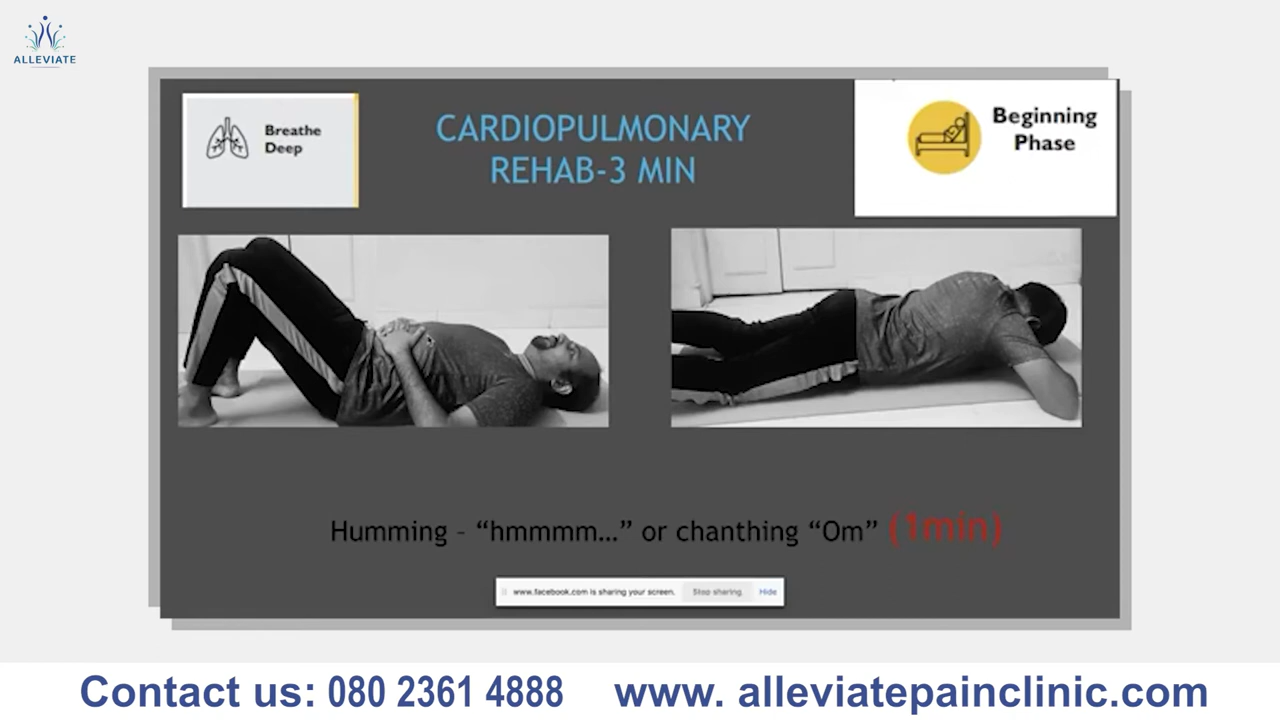 ALLEVIATE
Breathe
Deep
CARDIOPULMONARY
REHAB-3 MIN
Beginning
Phase
Humming - “hmmmm...” or chanthing “Om” (1min)
www.facebook.com is sharing your screen. Stop sharing. Hide
Contact us: 080 2361 4888 www. alleviatepainclinic.com